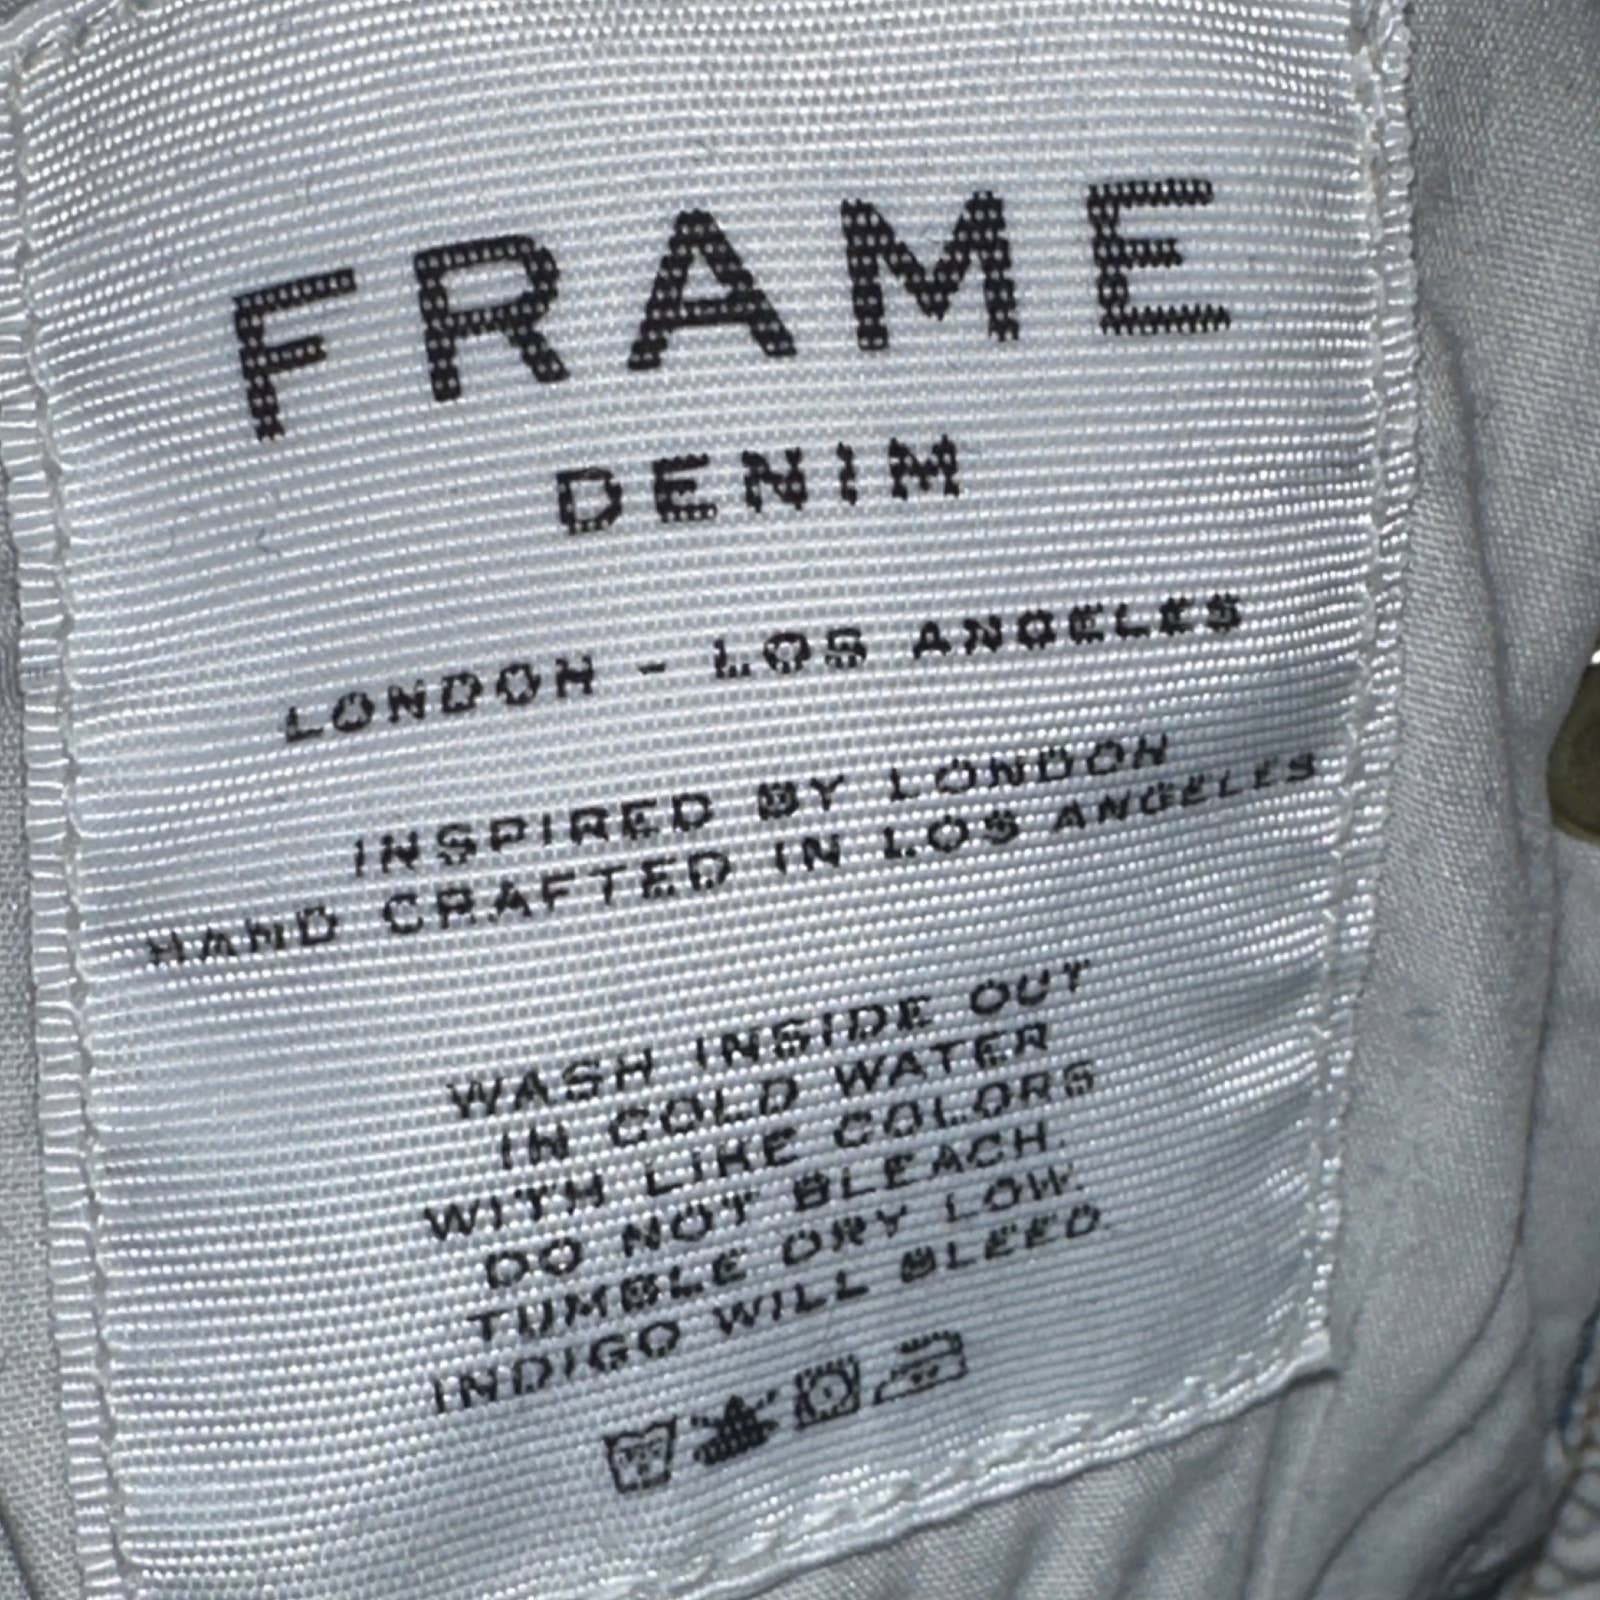 FRAME
DENIM
LONDON - LOS ANGELES
INSPIRED BY LONDON
HAND CRAFTED IN LOS ANGELES
WASH INSIDE OUT
IN COLD WATER
WITH LIKE COLORS
DO NOT BLEACH.
TUMBLE DRY LOW.
INDIGO WILL BLEED.